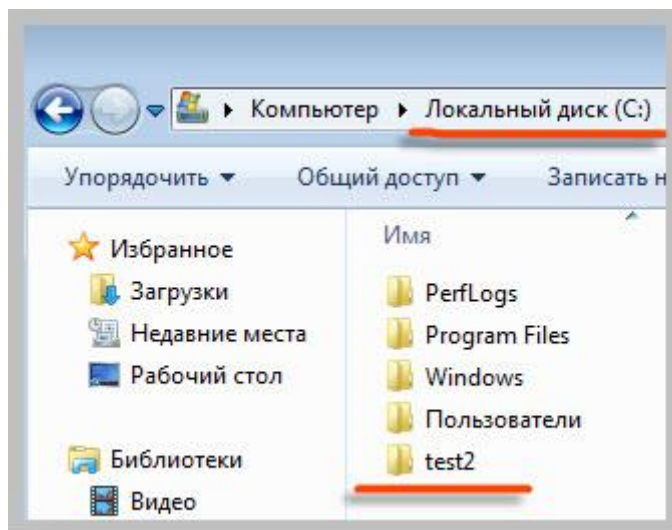 Компьютер ▸ Локальный диск (C:)
Упорядочить Общий доступ Записать н
Избранное
Загрузки
Недавние места
Рабочий стол
Библиотеки
Видео
Имя
PerfLogs
Program Files
Windows
Пользователи
test2